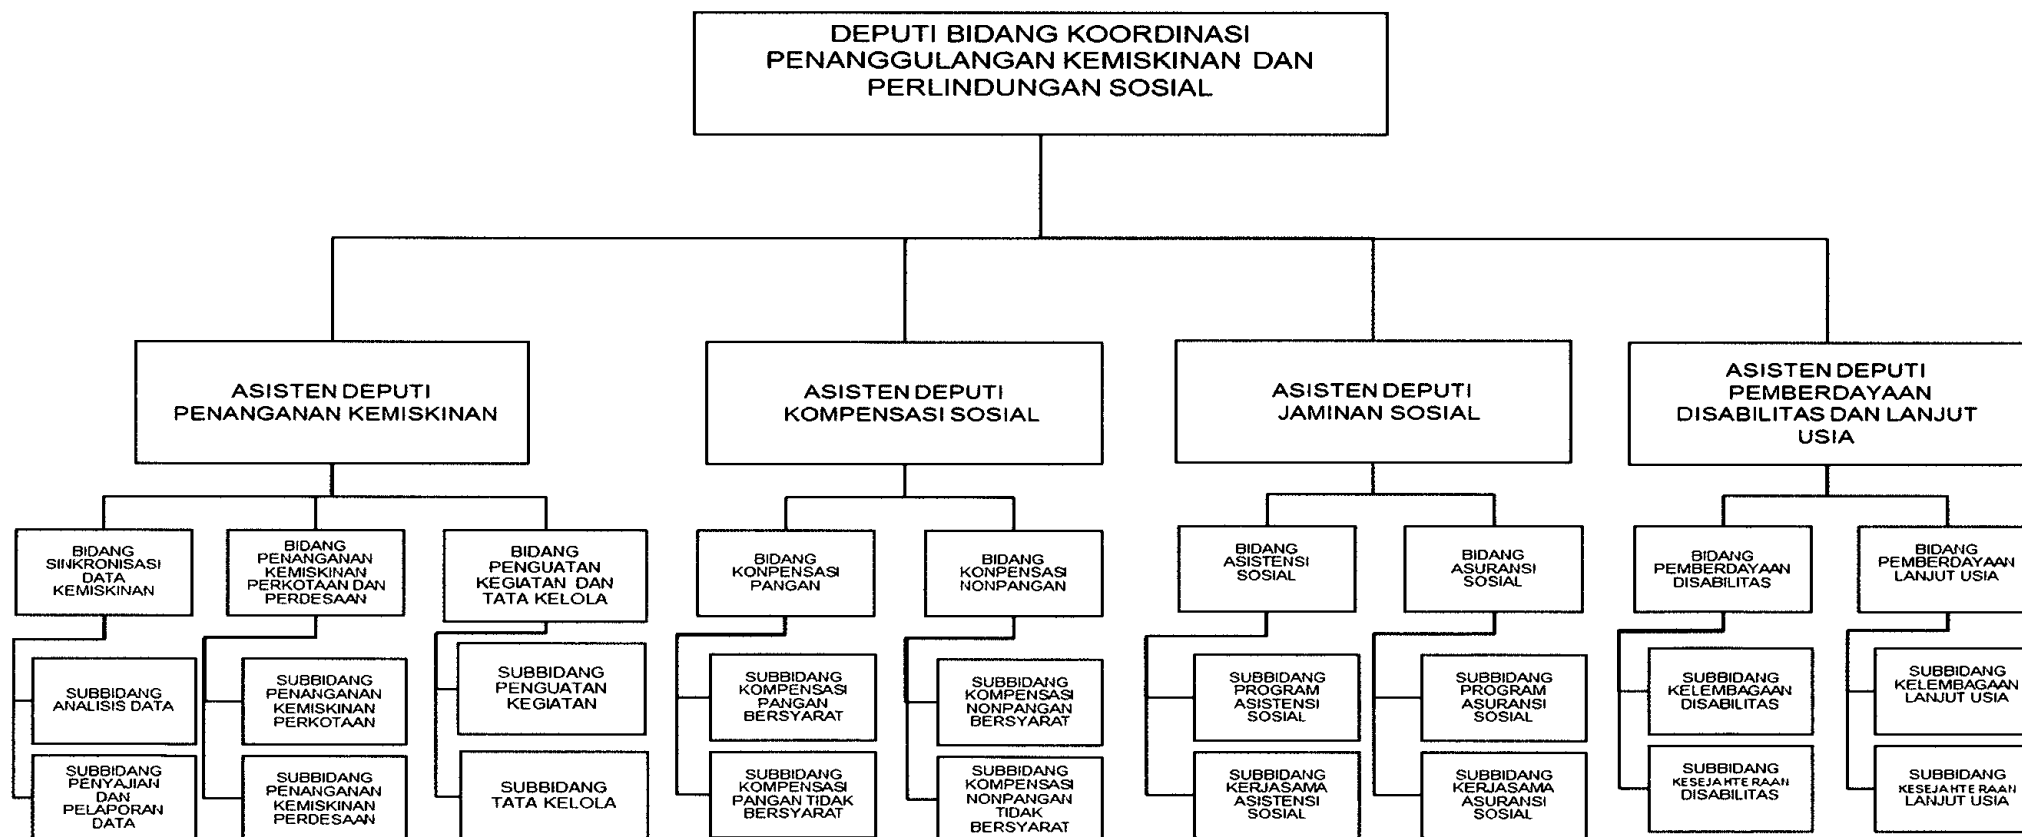 DEPUTI BIDANG KOORDINASI
PENANGGULANGAN KEMISKINAN DAN
PERLINDUNGAN SOSIAL
ASISTEN DEPUTI
PENANGANAN KEMISKINAN
ASISTEN DEPUTI
KOMPENSASI SOSIAL
ASISTEN DEPUTI
JAMINAN SOSIAL
ASISTEN DEPUTI
PEMBERDAYAAN
DISABILITAS DAN LANJUT
USIA
BIDANG
SINKRONISASI
DATA
KEMISKINAN
BIDANG
PENANGANAN
KEMISKINAN
PERKOTAAN DAN
PERDESAAN
BIDANG
PENGUATAN
KEGIATAN DAN
TATA KELOLA
BIDANG
KONPENSASI
PANGAN
BIDANG
KONPENSASI
NONPANGAN
BIDANG
ASISTENSI
SOSIAL
BIDANG
ASURANSI
SOSIAL
BIDANG
PEMBERDAYAAN
DISABILITAS
BIDANG
PEMBERDAYAAN
LANJUT USIA
SUBBIDANG
ANALISIS DATA
SUBBIDANG
PENANGANAN
KEMISKINAN
PERKOTAAN
SUBBIDANG
PENGUATAN
KEGIATAN
SUBBIDANG
KOMPENSASI
PANGAN
BERSYARAT
SUBBIDANG
KOMPENSASI
NONPANGAN
BERSYARAT
SUBBIDANG
PROGRAM
ASISTENSI
SOSIAL
SUBBIDANG
PROGRAM
ASURANSI
SOSIAL
SUBBIDANG
KELEMBAGAAN
DISABILITAS
SUBBIDANG
KELEMBAGAAN
LANJUT USIA
SUBBIDANG
PENYAJIAN
DAN
PELAPORAN
DATA
SUBBIDANG
PENANGANAN
KEMISKINAN
PERDESAAN
SUBBIDANG
TATA KELOLA
SUBBIDANG
KOMPENSASI
PANGAN TIDAK
BERSYARAT
SUBBIDANG
KOMPENSASI
NONPANGAN
TIDAK
BERSYARAT
SUBBIDANG
KERJASAMA
ASISTENSI
SOSIAL
SUBBIDANG
KERJASAMA
ASURANSI
SOSIAL
SUBBIDANG
KESEJAHTERAAN
DISABILITAS
SUBBIDANG
KESEJAHTERAAN
LANJUT USIA